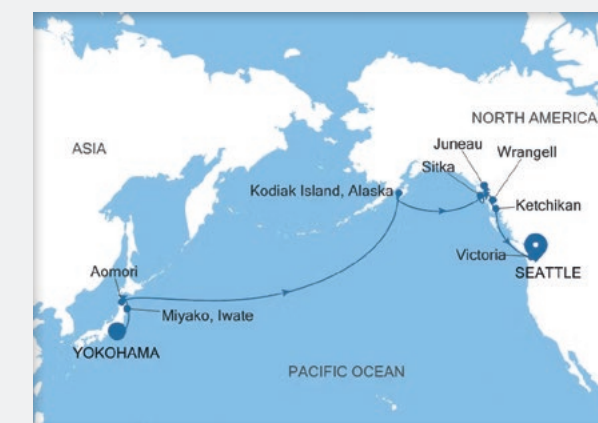 NORTH AMERICA
ASIA
Juneau
Wrangell
Sitka
Kodiak Island, Alaska
Ketchikan
Victoria
SEATTLE
Aomori
Miyako, Iwate
YOKOHAMA
PACIFIC OCEAN